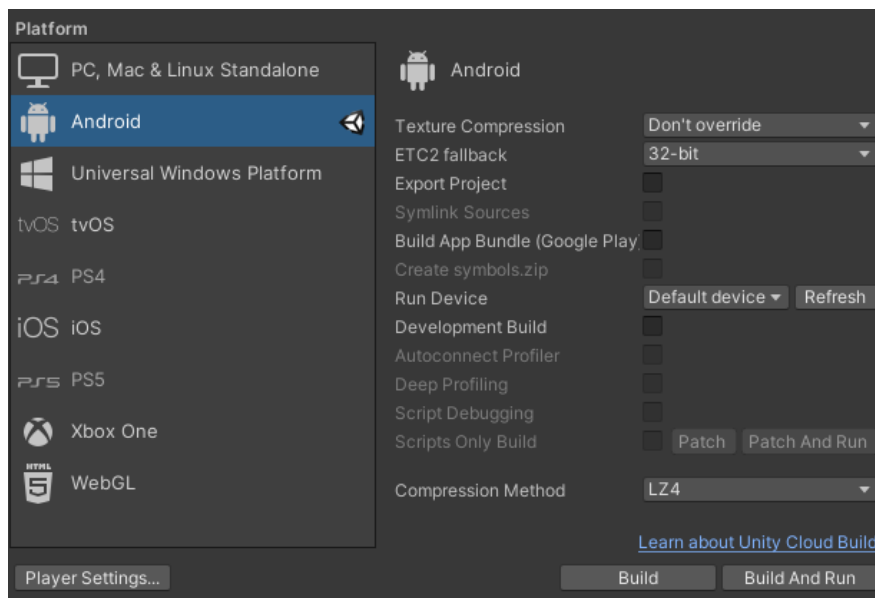 Platform
PC, Mac & Linux Standalone
Android
Universal Windows Platform
tvOS tvOS
PS4 PS4
iOS iOS
PS5 PS5
Xbox One
HTML
5 WebGL
Player Settings...
Android
Texture Compression Don't override
ETC2 fallback 32-bit
Export Project
Symlink Sources
Build App Bundle (Google Play)
Create symbols.zip
Run Device Default device Refresh
Development Build
Autoconnect Profiler
Deep Profiling
Script Debugging
Scripts Only Build Patch Patch And Run
Compression Method LZ4
Learn about Unity Cloud Build
Build Build And Run